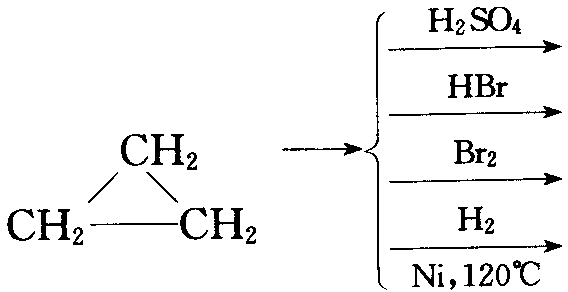 H₂SO₄
HBr
Br₂
H₂
Ni,120℃
CH₂
CH₂ CH₂